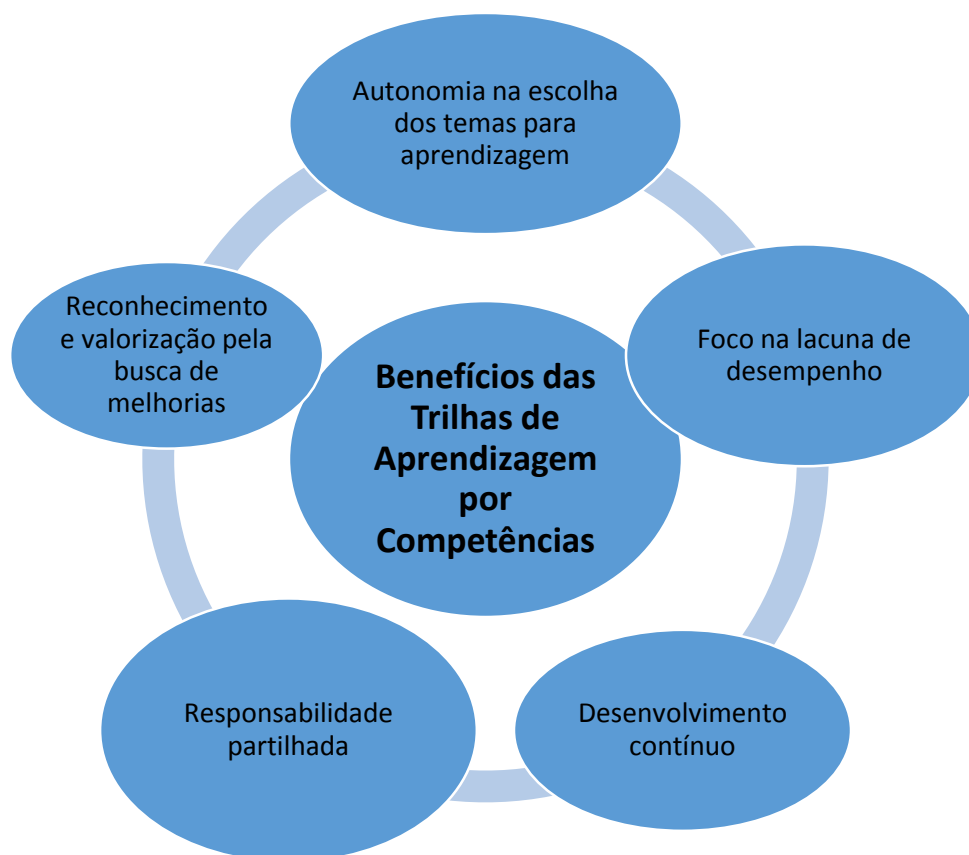 Autonomia na escolha
dos temas para
aprendizagem
Foco na lacuna de
desempenho
Desenvolvimento
contínuo
Responsabilidade
partilhada
Reconhecimento
e valorização pela
busca de
melhorias
Benefícios das
Trilhas de
Aprendizagem
por
Competências